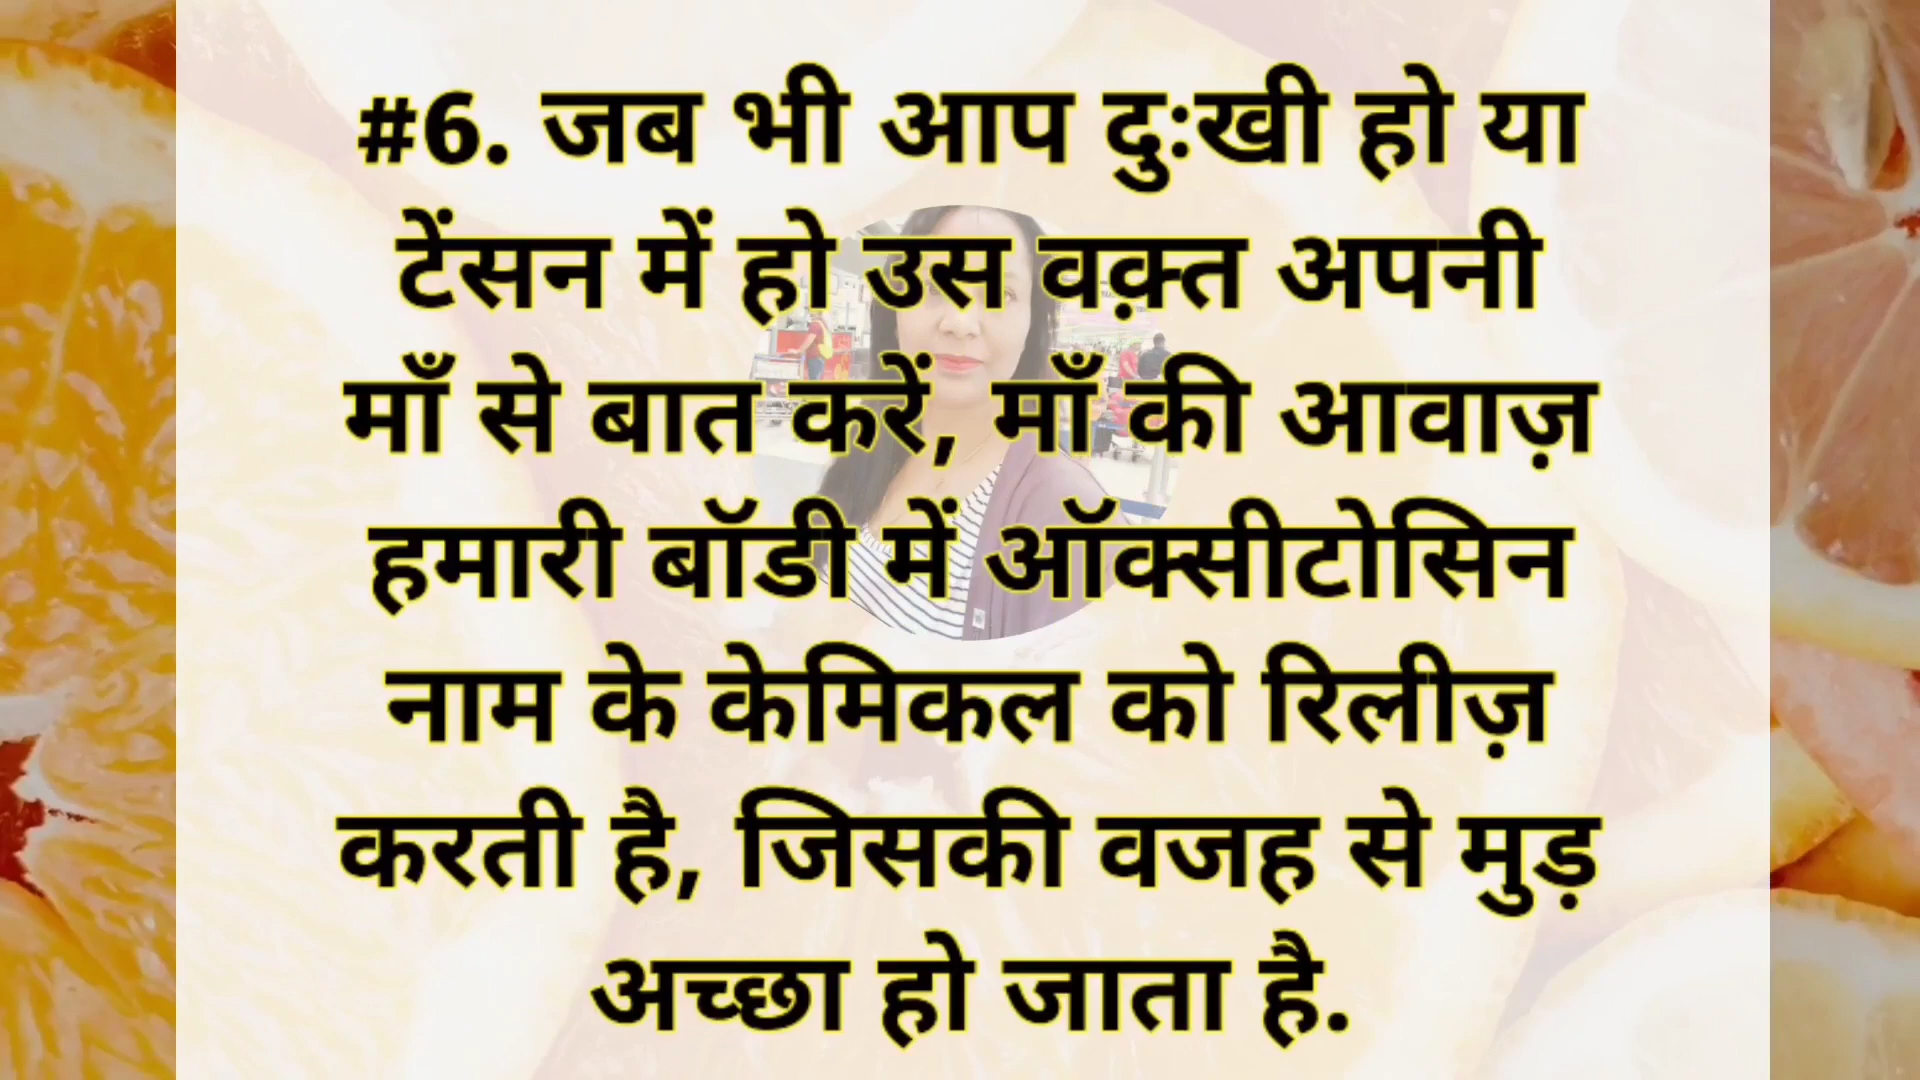 #6. जब भी आप दुःखी हो या
टेंसन में हो उस वक़्त अपनी
माँ से बात करें, माँ की आवाज़
हमारी बॉडी में ऑक्सीटोसिन
नाम के केमिकल को रिलीज़
करती है, जिसकी वजह से मुड़
अच्छा हो जाता है.